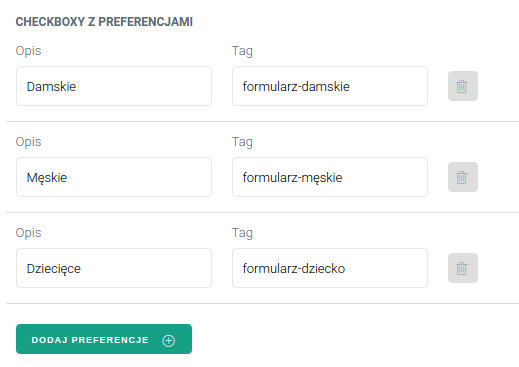 CHECKBOXY Z PREFERENCJAMI
Opis Tag
Damskie formularz-damskie
Opis Tag
Męskie formularz-męskie
Opis Tag
Dziecięce formularz-dziecko
DODAJ PREFERENCJE